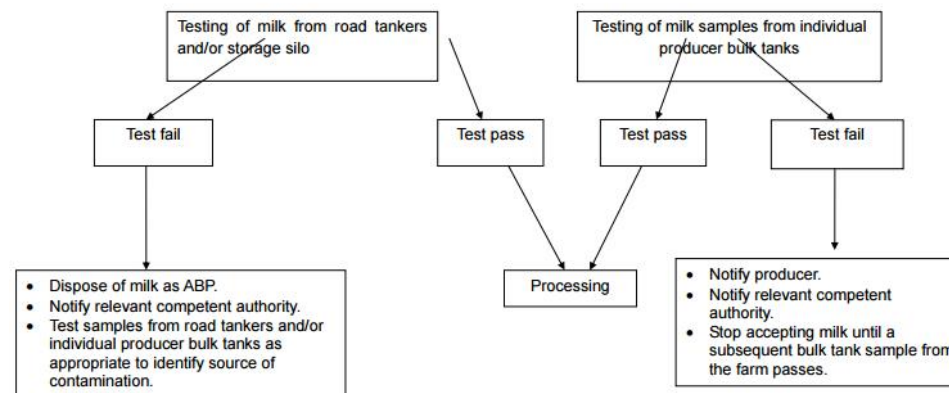 Testing of milk from road tankers
and/or storage silo
Testing of milk samples from individual
producer bulk tanks
Test fail
Test pass
Test pass
Test fail
• Dispose of milk as ABP.
• Notify relevant competent authority.
• Test samples from road tankers and/or
individual producer bulk tanks as
appropriate to identify source of
contamination.
Processing
• Notify producer.
• Notify relevant competent
authority.
• Stop accepting milk until a
subsequent bulk tank sample from
the farm passes.